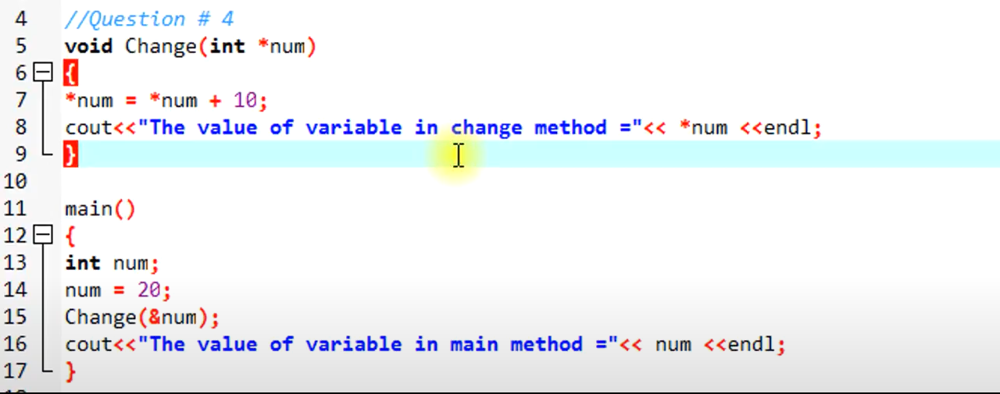 4 //Question # 4
5 void Change(int *num)
6 {
7 *num = *num + 10;
8 cout<<"The value of variable in change method ="<< *num <<endl;
9 }
10
11 main()
12 {
13 int num;
14 num = 20;
15 Change(&num);
16 cout<<"The value of variable in main method ="<< num <<endl;
17 }